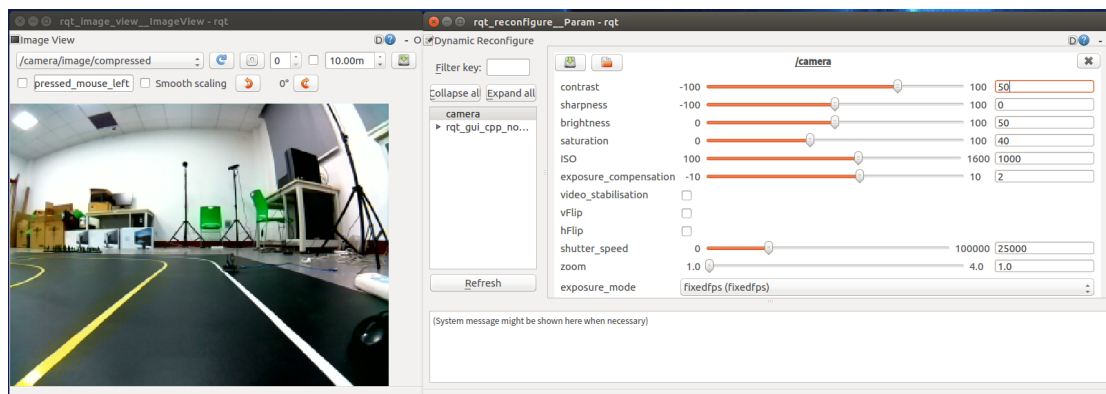 rqt_image_view__ImageView - rqt
Image View
D
- O
/camera/image/compressed
0
10.00m
pressed_mouse_left
Smooth scaling
0°
rqt_reconfigure__Param - rqt
Dynamic Reconfigure
D
-
Filter key:
Collapse al
Expand all
camera
rqt_gui_cpp_no...
Refresh
/camera
contrast -100 100 50
sharpness -100 100 0
brightness 0 100 50
saturation 0 100 40
ISO 100 1600 1000
exposure_compensation -10 10 2
video_stabilisation
vFlip
hFlip
shutter_speed 0 100000 25000
zoom 1.0 4.0 1.0
exposure_mode fixedfps (fixedfps)
(System message might be shown here when necessary)